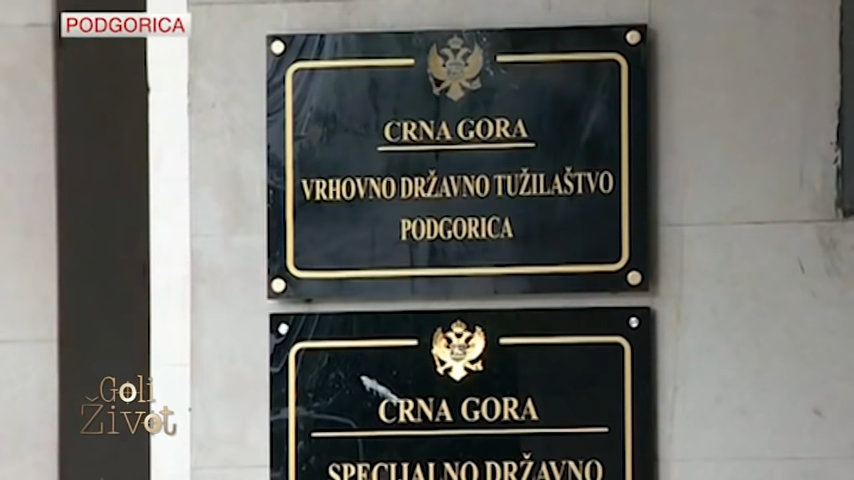 PODGORICA
CRNA GORA
VRHOVNO DRŽAVNO TUŽILAŠTVO
PODGORICA
CRNA GORA
SPECIJALNO DRŽAVNO
Goli
Život